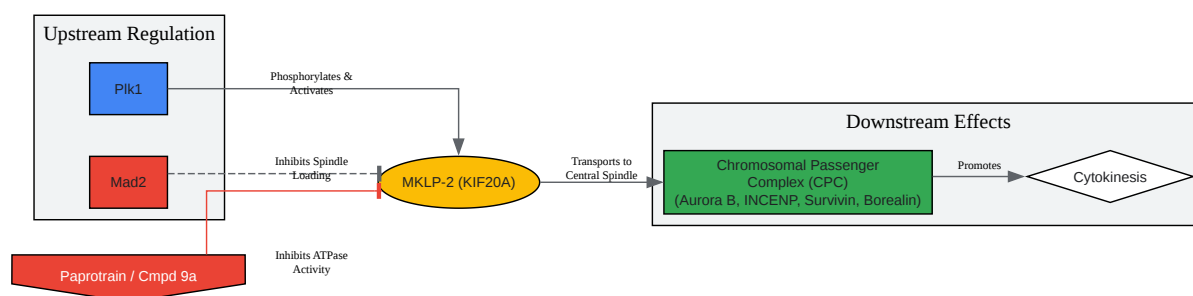 Upstream Regulation
Plk1
Phosphorylates &
Activates
Mad2
Inhibits Spindle
Loading
MKLP-2 (KIF20A)
Transports to
Central Spindle
Downstream Effects
Chromosomal Passenger
Complex (CPC)
(Aurora B, INCENP, Survivin, Borealin)
Promotes
Cytokinesis
Paprotrain / Cmpd 9a
Inhibits ATPase
Activity